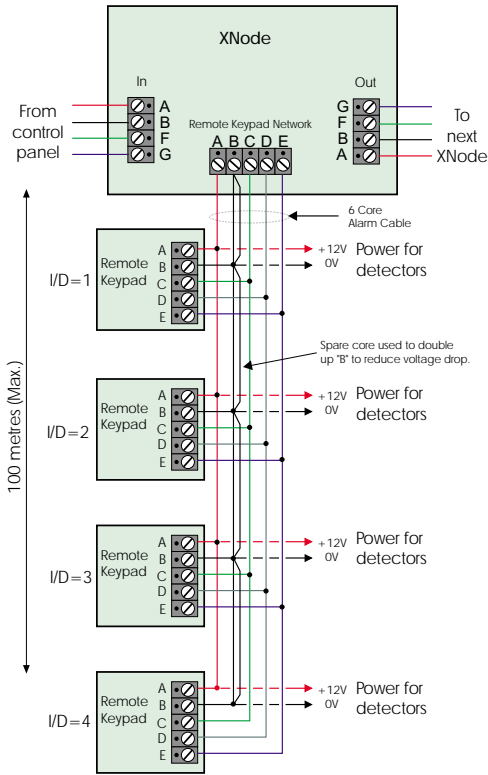 XNode
In
Out
From
control
panel
A
B
F
G
Remote Keypad Network
A B C D E
G
F
B
A
To
next
XNode
6 Core
Alarm Cable
I/D=1
Remote
Keypad
A
B
C
D
E
+12V
0V
Power for
detectors
Spare core used to double
up "B" to reduce voltage drop.
100 metres (Max.)
I/D=2
Remote
Keypad
A
B
C
D
E
+12V
0V
Power for
detectors
I/D=3
Remote
Keypad
A
B
C
D
E
+12V
0V
Power for
detectors
I/D=4
Remote
Keypad
A
B
C
D
E
+12V
0V
Power for
detectors